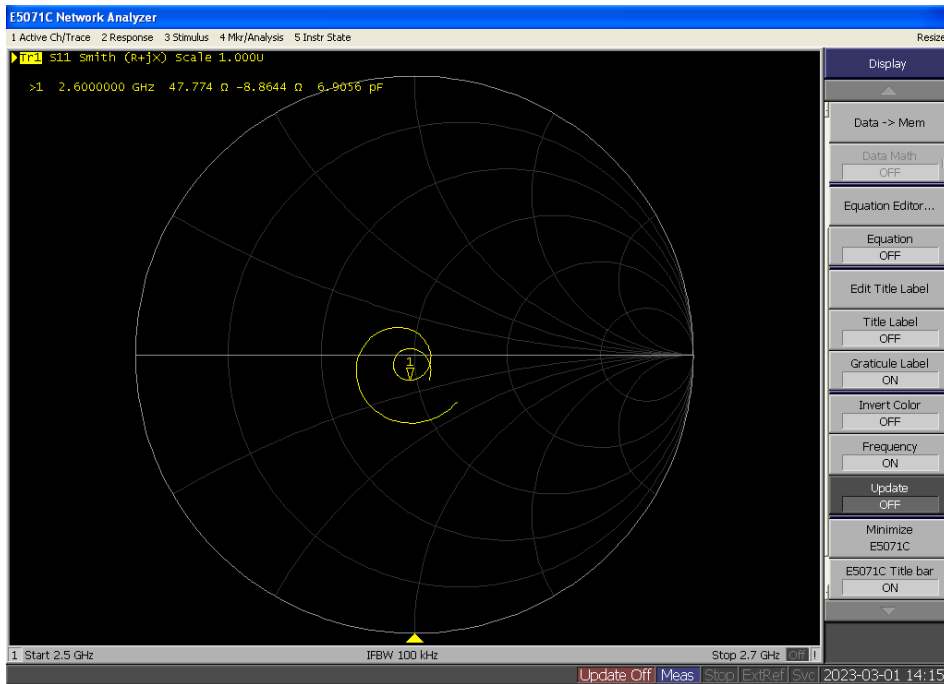 E5071C Network Analyzer
1 Active Ch/Trace 2 Response 3 Stimulus 4 Mkr/Analysis 5 Instr State
Resize
Tr1 S11 Smith (R+jX) Scale 1.000U
>1 2.6000000 GHz 47.774 Ω -8.8644 Ω 6.9056 pF
1
Display
Data -> Mem
Data Math
OFF
Equation Editor...
Equation
OFF
Edit Title Label
Title Label
OFF
Graticule Label
ON
Invert Color
OFF
Frequency
ON
Update
OFF
Minimize
E5071C
E5071C Title bar
ON
1 Start 2.5 GHz
IFBW 100 kHz
Stop 2.7 GHz Off !
Update Off Meas Stop ExtRef Svc 2023-03-01 14:15